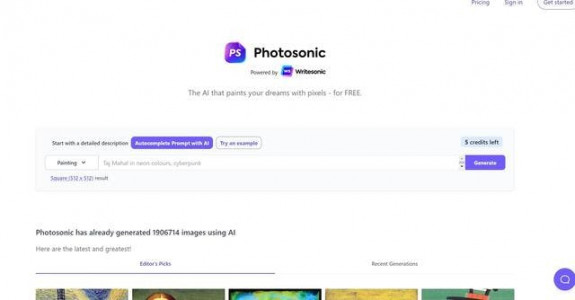 Pricing Sign in Get started
PS Photosonic
Powered by WS Writesonic
The AI that paints your dreams with pixels - for FREE.
Start with a detailed description Autocomplete Prompt with AI Try an example 5 credits left
Painting Taj Mahal in neon colours, cyberpunk Generate
Square (512 x 512) result
Photosonic has already generated 1906714 images using AI
Here are the latest and greatest!
Editor's Picks Recent Generations